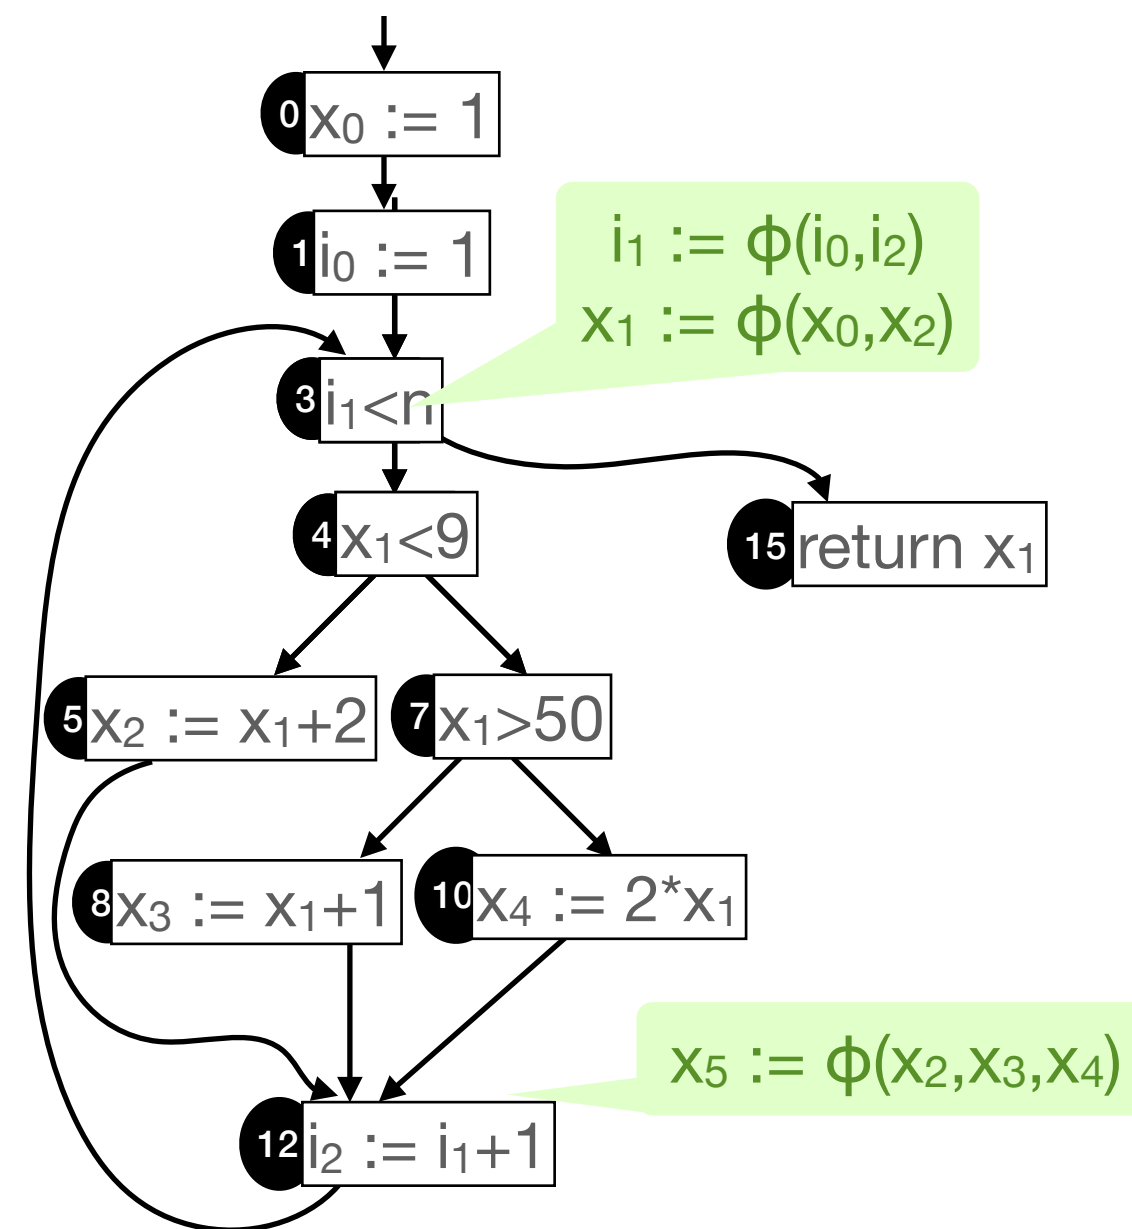 0 x₀ := 1
1 i₀ := 1
i₁ := ϕ(i₀,i₂)
x₁ := ϕ(x₀,x₂)
3 i₁<n
4 x₁<9
15 return x₁
5 x₂ := x₁+2
7 x₁>50
8 x₃ := x₁+1
10 x₄ := 2*x₁
x₅ := ϕ(x₂,x₃,x₄)
12 i₂ := i₁+1